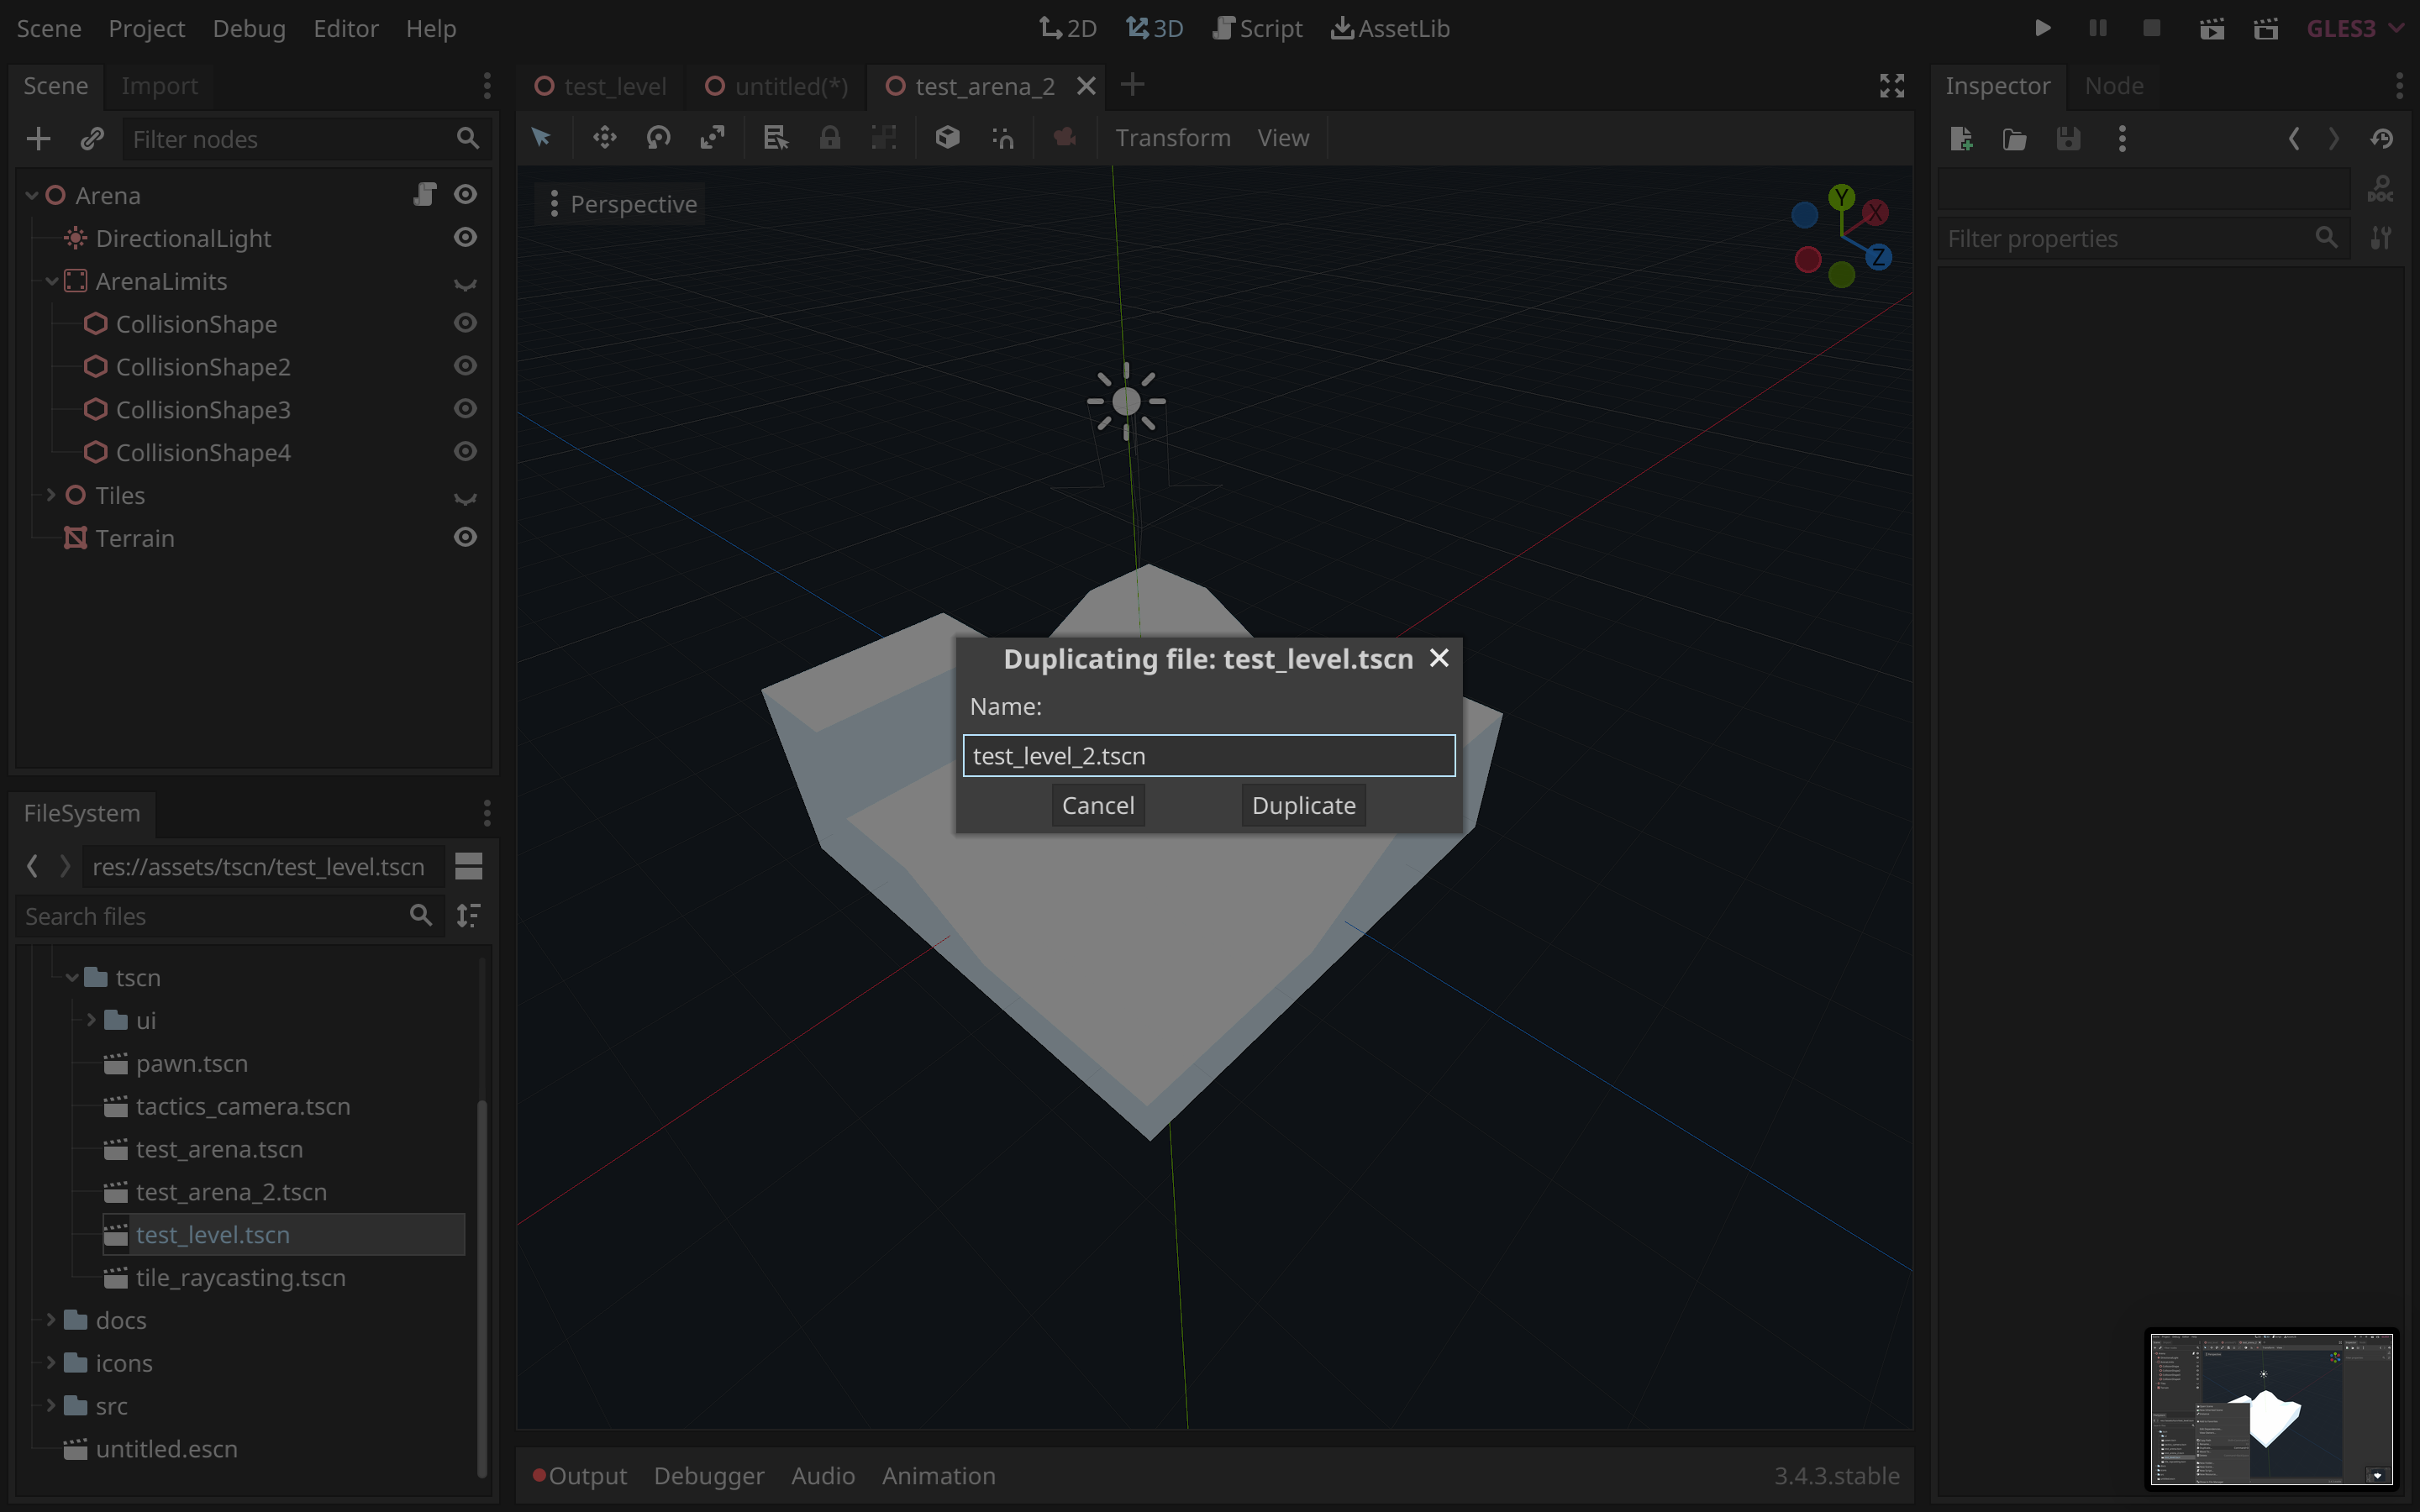 Scene Project Debug Editor Help
2D 3D Script AssetLib
GLES3
Scene Import
Filter nodes
Arena
DirectionalLight
ArenaLimits
CollisionShape
CollisionShape2
CollisionShape3
CollisionShape4
Tiles
Terrain
FileSystem
res://assets/tscn/test_level.tscn
Search files
tscn
ui
pawn.tscn
tactics_camera.tscn
test_arena.tscn
test_arena_2.tscn
test_level.tscn
tile_raycasting.tscn
docs
icons
src
untitled.escn
test_level untitled(*) test_arena_2
Transform View
Perspective
Y
X
Z
Duplicating file: test_level.tscn
Name:
test_level_2.tscn
Cancel Duplicate
Output Debugger Audio Animation 3.4.3.stable
Inspector Node
DOC
Filter properties